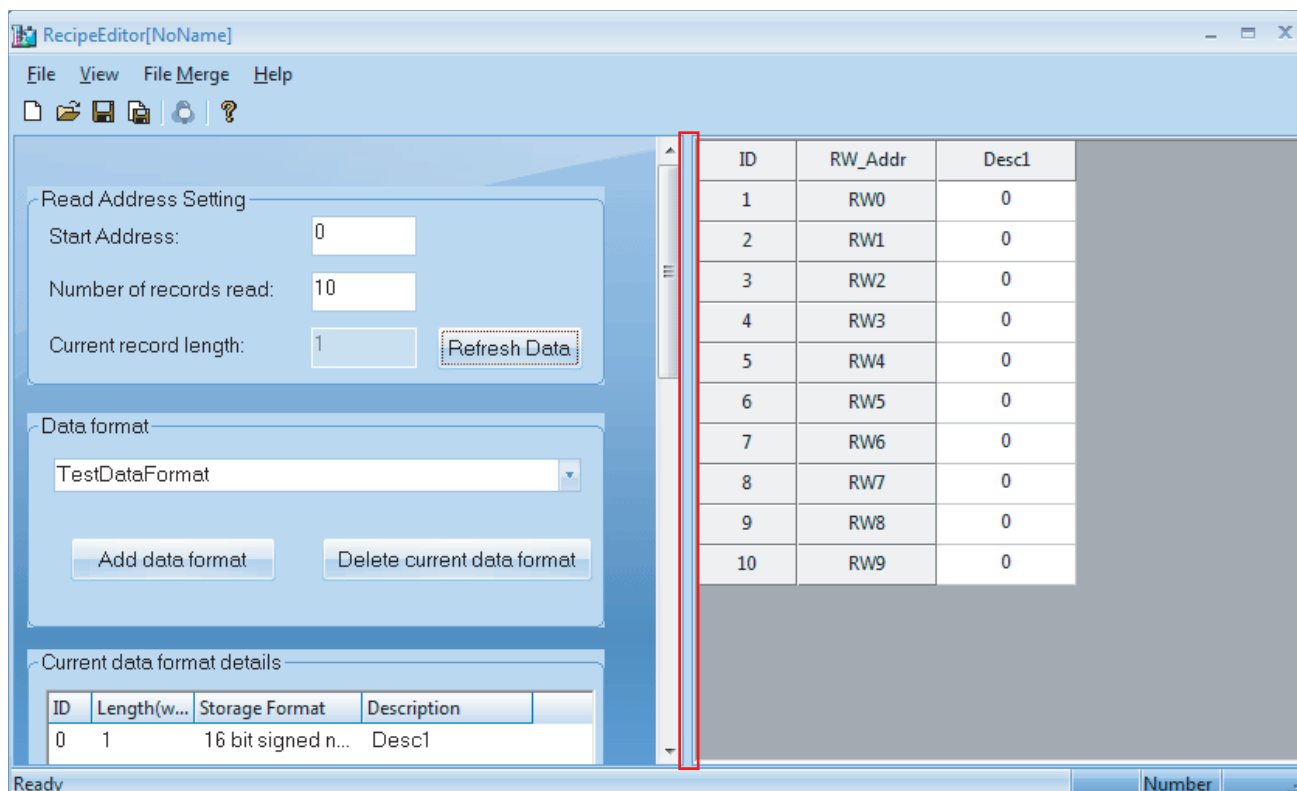 RecipeEditor[NoName]
File View File Merge Help
Read Address Setting
Start Address: 0
Number of records read: 10
Current record length: 1 Refresh Data
Data format
TestDataFormat
Add data format Delete current data format
Current data format details
ID Length(w... Storage Format Description
0 1 16 bit signed n... Desc1
ID RW_Addr Desc1
1 RW0 0
2 RW1 0
3 RW2 0
4 RW3 0
5 RW4 0
6 RW5 0
7 RW6 0
8 RW7 0
9 RW8 0
10 RW9 0
Ready Number